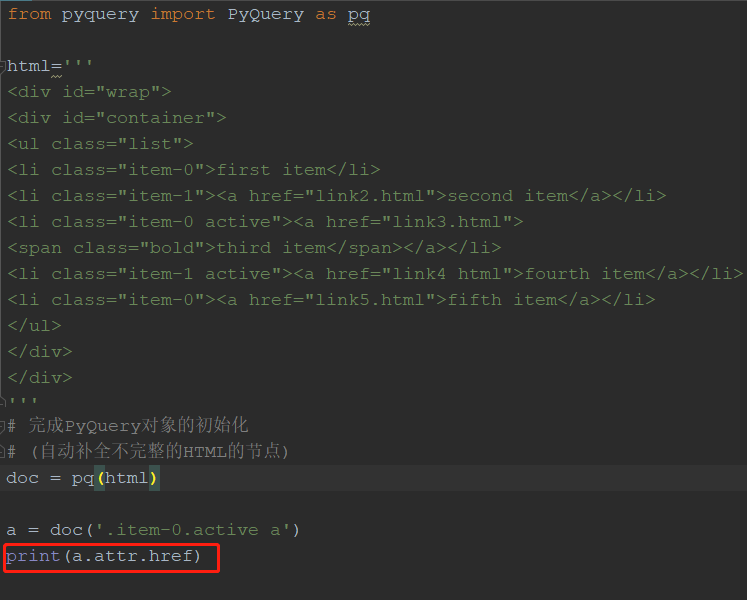 from pyquery import PyQuery as pq
html='''
<div id="wrap">
<div id="container">
<ul class="list">
<li class="item-0">first item</li>
<li class="item-1"><a href="link2.html">second item</a></li>
<li class="item-0 active"><a href="link3.html">
<span class="bold">third item</span></a></li>
<li class="item-1 active"><a href="link4 html">fourth item</a></li>
<li class="item-0"><a href="link5.html">fifth item</a></li>
</ul>
</div>
</div>
'''
# 完成PyQuery对象的初始化
# (自动补全不完整的HTML的节点)
doc = pq(html)
a = doc('.item-0.active a')
print(a.attr.href)